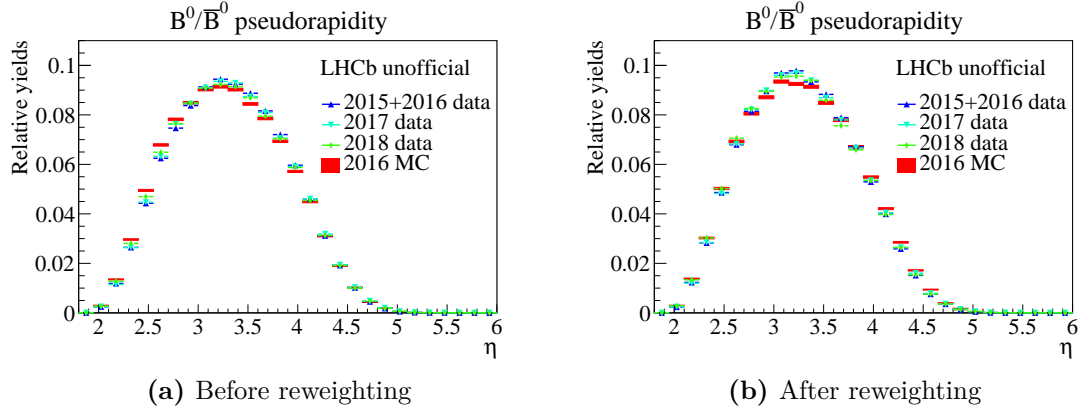 B⁰/B̅⁰ pseudorapidity
Relative yields
0.1
0.08
0.06
0.04
0.02
0
LHCb unofficial
2015+2016 data
2017 data
2018 data
2016 MC
2 2.5 3 3.5 4 4.5 5 5.5 6
η
(a) Before reweighting
B⁰/B̅⁰ pseudorapidity
Relative yields
0.1
0.08
0.06
0.04
0.02
0
LHCb unofficial
2015+2016 data
2017 data
2018 data
2016 MC
2 2.5 3 3.5 4 4.5 5 5.5 6
η
(b) After reweighting